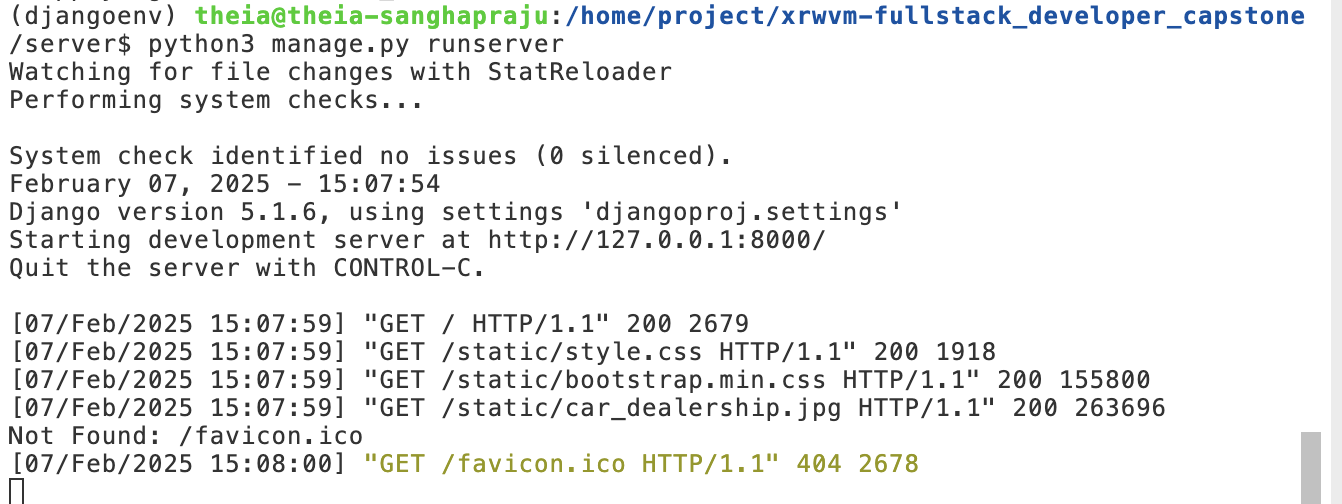 (djangoenv) theia@theia-sanghapraju:/home/project/xrwvm-fullstack_developer_capstone
/server$ python3 manage.py runserver
Watching for file changes with StatReloader
Performing system checks...
System check identified no issues (0 silenced).
February 07, 2025 - 15:07:54
Django version 5.1.6, using settings 'djangoproj.settings'
Starting development server at http://127.0.0.1:8000/
Quit the server with CONTROL-C.
[07/Feb/2025 15:07:59] "GET / HTTP/1.1" 200 2679
[07/Feb/2025 15:07:59] "GET /static/style.css HTTP/1.1" 200 1918
[07/Feb/2025 15:07:59] "GET /static/bootstrap.min.css HTTP/1.1" 200 155800
[07/Feb/2025 15:07:59] "GET /static/car_dealership.jpg HTTP/1.1" 200 263696
Not Found: /favicon.ico
[07/Feb/2025 15:08:00] "GET /favicon.ico HTTP/1.1" 404 2678